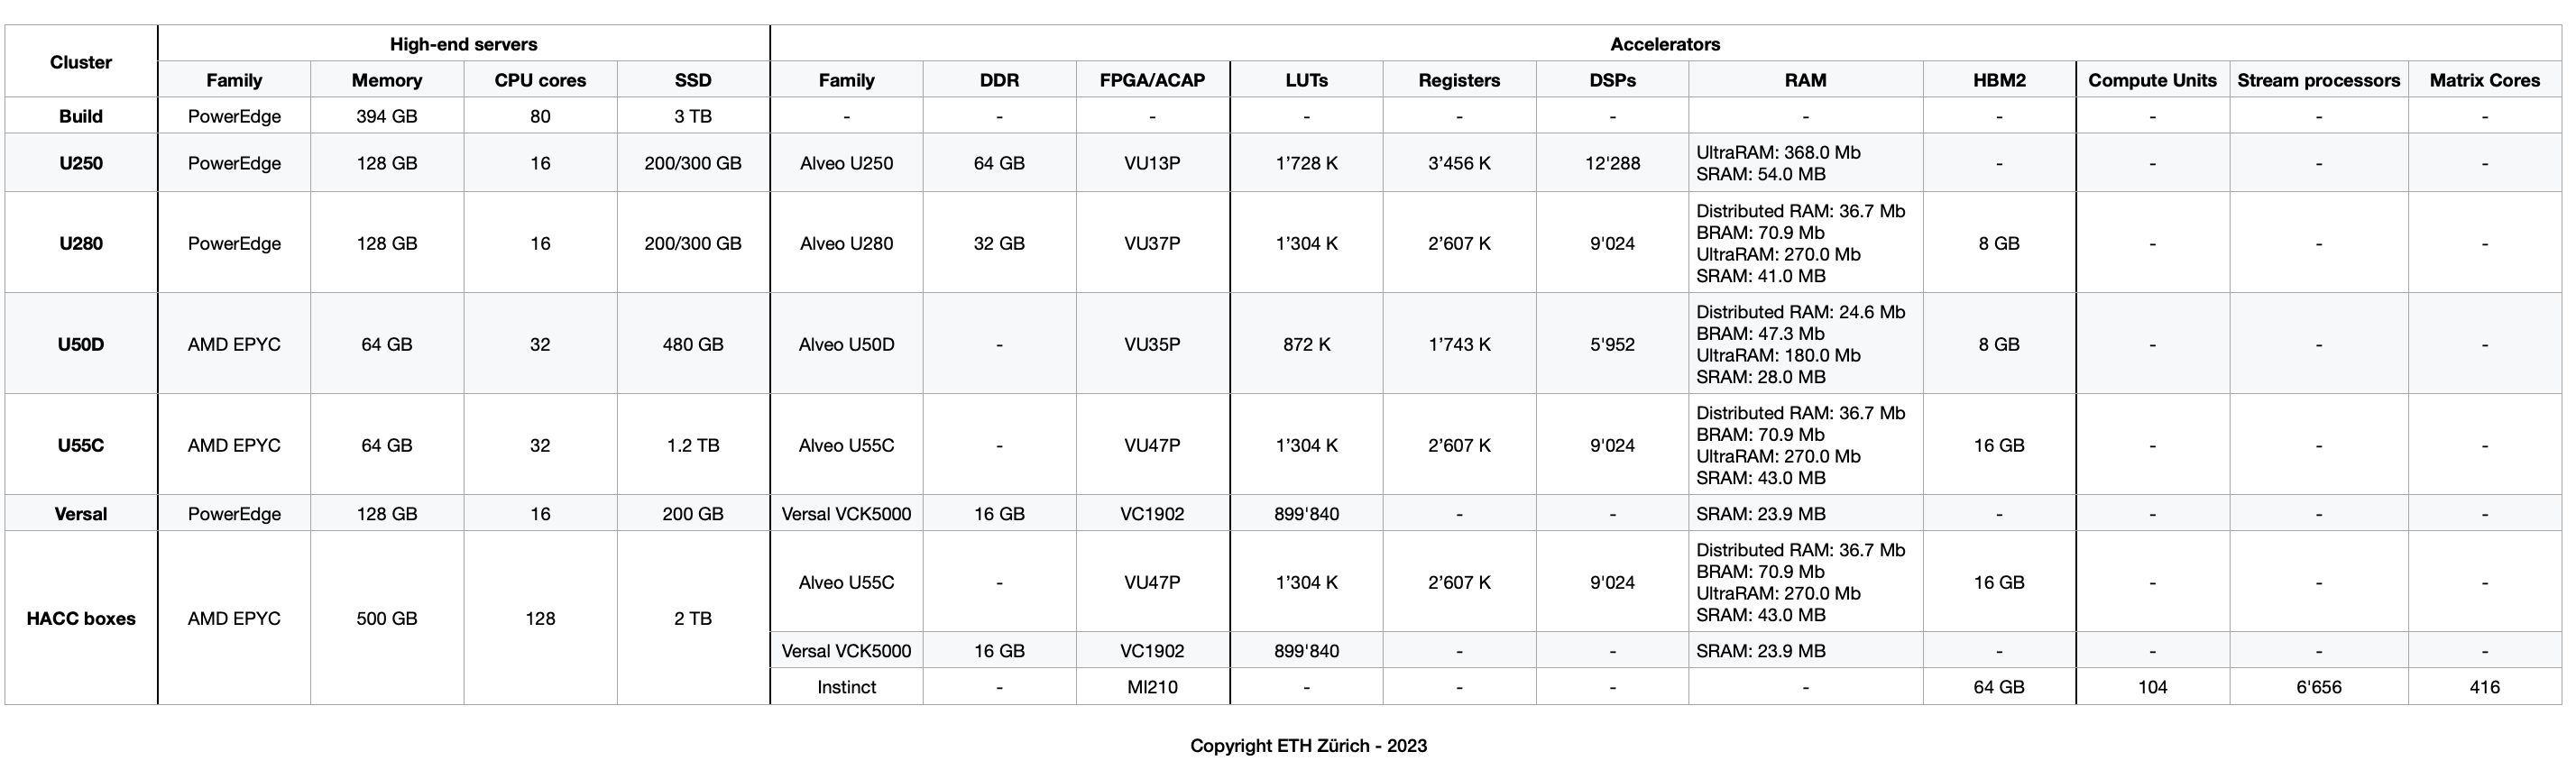 High-end servers Accelerators
Cluster
Family Memory CPU cores SSD Family DDR FPGA/ACAP LUTs Registers DSPs RAM HBM2 Compute Units Stream processors Matrix Cores
Build PowerEdge 394 GB 80 3 TB - - - - - - - - - - -
U250 PowerEdge 128 GB 16 200/300 GB Alveo U250 64 GB VU13P 1’728 K 3’456 K 12'288 UltraRAM: 368.0 Mb
SRAM: 54.0 MB - - - -
U280 PowerEdge 128 GB 16 200/300 GB Alveo U280 32 GB VU37P 1’304 K 2’607 K 9'024 Distributed RAM: 36.7 Mb
BRAM: 70.9 Mb
UltraRAM: 270.0 Mb
SRAM: 41.0 MB 8 GB - - -
U50D AMD EPYC 64 GB 32 480 GB Alveo U50D - VU35P 872 K 1’743 K 5'952 Distributed RAM: 24.6 Mb
BRAM: 47.3 Mb
UltraRAM: 180.0 Mb
SRAM: 28.0 MB 8 GB - - -
U55C AMD EPYC 64 GB 32 1.2 TB Alveo U55C - VU47P 1’304 K 2’607 K 9'024 Distributed RAM: 36.7 Mb
BRAM: 70.9 Mb
UltraRAM: 270.0 Mb
SRAM: 43.0 MB 16 GB - - -
Versal PowerEdge 128 GB 16 200 GB Versal VCK5000 16 GB VC1902 899'840 - - SRAM: 23.9 MB - - - -
HACC boxes AMD EPYC 500 GB 128 2 TB Alveo U55C - VU47P 1’304 K 2’607 K 9'024 Distributed RAM: 36.7 Mb
BRAM: 70.9 Mb
UltraRAM: 270.0 Mb
SRAM: 43.0 MB 16 GB - - -
Versal VCK5000 16 GB VC1902 899'840 - - SRAM: 23.9 MB - - - -
Instinct - MI210 - - - - 64 GB 104 6'656 416
Copyright ETH Zürich - 2023